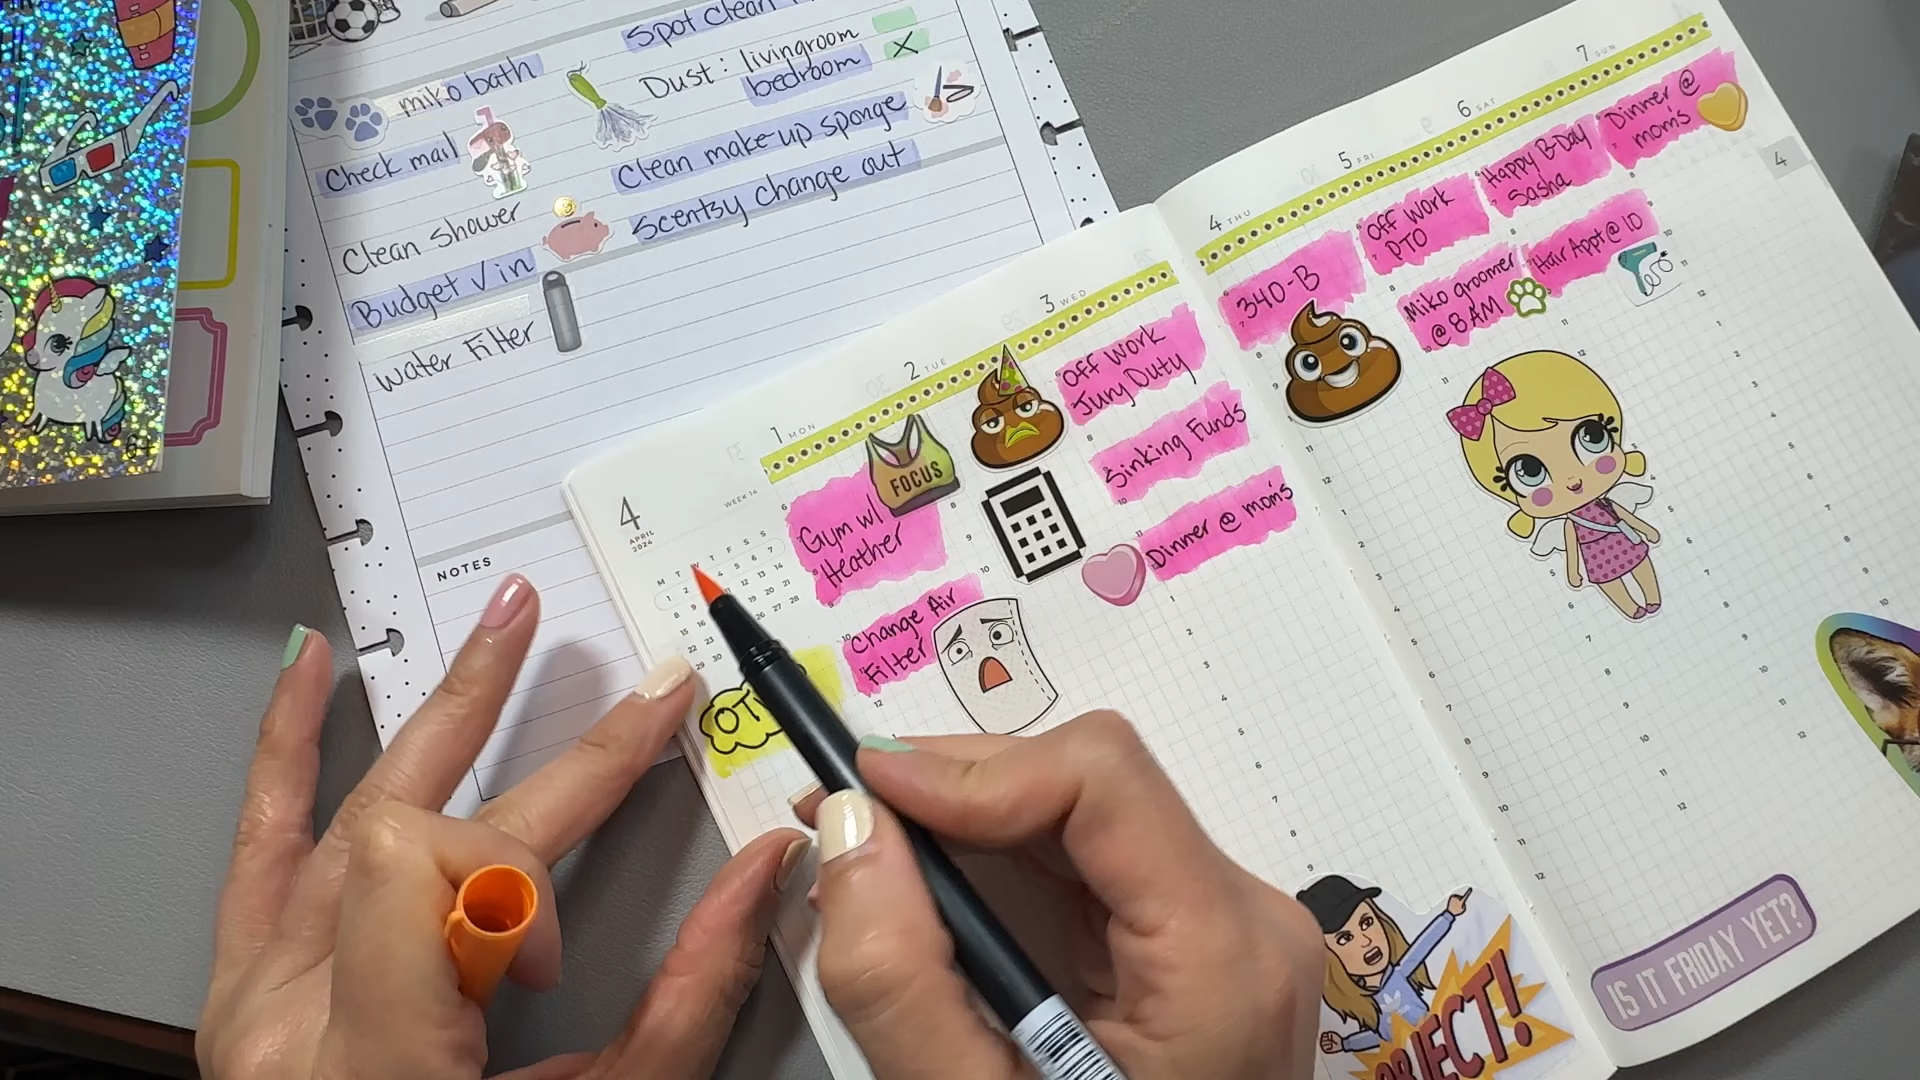 spot clean
miko bath
Dust: livingroom
bedroom X
Check mail
Clean make up sponge
Clean Shower
Scentsy change out
Budget √ in
water Filter
NOTES
6+
4
APRIL
2024
WEEK 14
1 MON
2 TUE
3 WED
4 THU
5 FRI
6 SAT
7 SUN
4
Gym w/
Heather
FOCUS
Change Air
Filter
OT
Off Work
Jury Duty
Sinking Funds
Dinner @ mom's
340-B
Off Work
PTO
Miko groomer
@ 8AM
Happy B-Day
Sasha
Hair Appt @ 10
Dinner @
mom's
OBJECT!
IS IT FRIDAY YET?